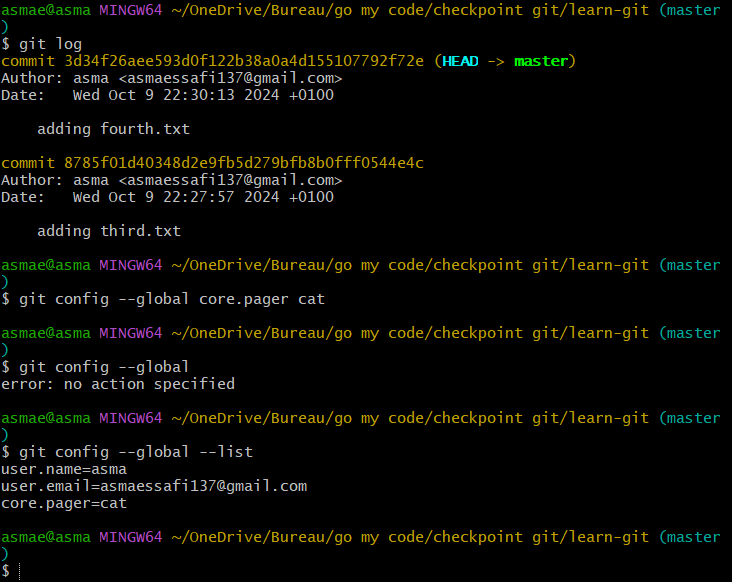 asmae@asma MINGW64 ~/OneDrive/Bureau/go my code/checkpoint git/learn-git (master
)
$ git log
commit 3d34f26aee593d0f122b38a0a4d155107792f72e (HEAD -> master)
Author: asma <asmaessafi137@gmail.com>
Date:   Wed Oct 9 22:30:13 2024 +0100
    adding fourth.txt
commit 8785f01d40348d2e9fb5d279bfb8b0fff0544e4c
Author: asma <asmaessafi137@gmail.com>
Date:   Wed Oct 9 22:27:57 2024 +0100
    adding third.txt
asmae@asma MINGW64 ~/OneDrive/Bureau/go my code/checkpoint git/learn-git (master
)
$ git config --global core.pager cat
asmae@asma MINGW64 ~/OneDrive/Bureau/go my code/checkpoint git/learn-git (master
)
$ git config --global
error: no action specified
asmae@asma MINGW64 ~/OneDrive/Bureau/go my code/checkpoint git/learn-git (master
)
$ git config --global --list
user.name=asma
user.email=asmaessafi137@gmail.com
core.pager=cat
asmae@asma MINGW64 ~/OneDrive/Bureau/go my code/checkpoint git/learn-git (master
)
$